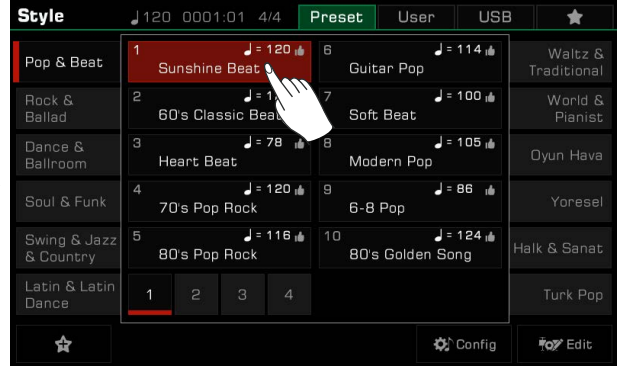 Style
♩120 0001:01 4/4
Preset
User
USB
Pop & Beat
Rock &
Ballad
Dance &
Ballroom
Soul & Funk
Swing & Jazz
& Country
Latin & Latin
Dance
1 ♩= 120
Sunshine Beat
2
60's Classic Beat
3 ♩= 78
Heart Beat
4 ♩= 120
70's Pop Rock
5 ♩= 116
80's Pop Rock
6 ♩= 114
Guitar Pop
7 ♩= 100
Soft Beat
8 ♩= 105
Modern Pop
9 ♩= 86
6-8 Pop
10 ♩= 124
80's Golden Song
1 2 3 4
Waltz &
Traditional
World &
Pianist
Oyun Hava
Yoresel
Halk & Sanat
Turk Pop
Config
Edit